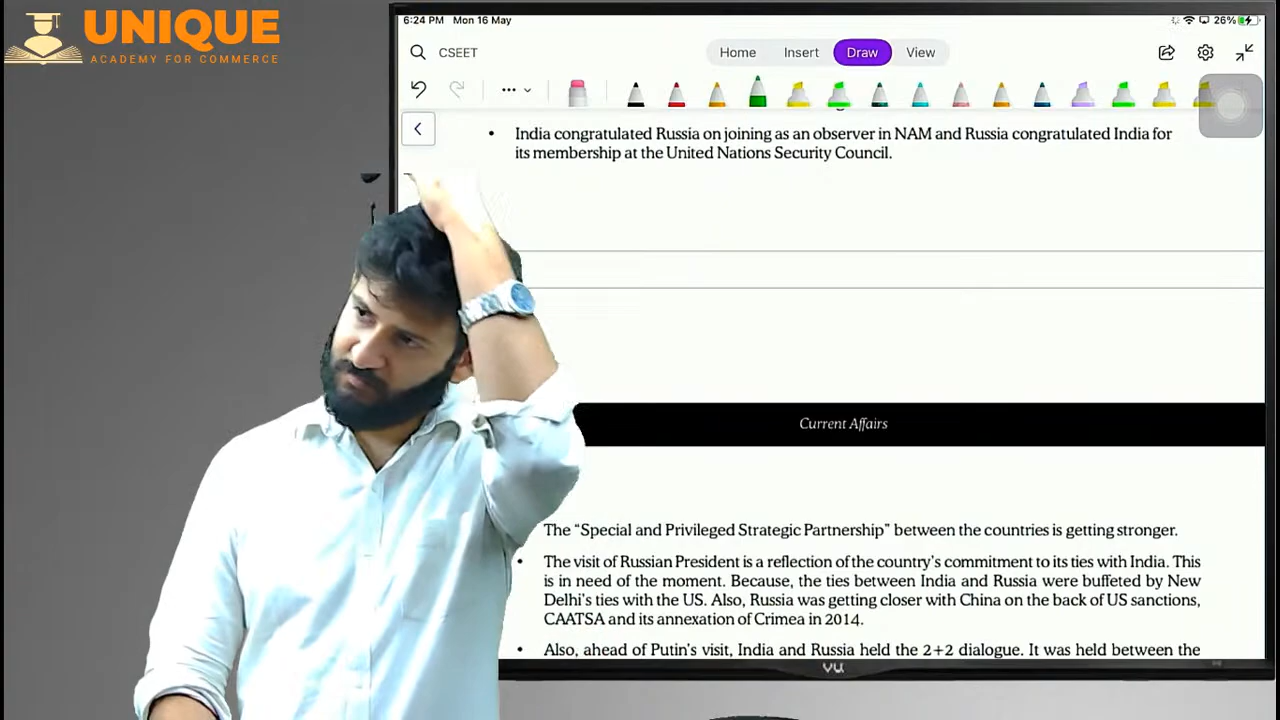 UNIQUE
ACADEMY FOR COMMERCE
6:24 PM Mon 16 May
26%
CSEET
Home Insert Draw View
• India congratulated Russia on joining as an observer in NAM and Russia congratulated India for
its membership at the United Nations Security Council.
Current Affairs
The “Special and Privileged Strategic Partnership” between the countries is getting stronger.
• The visit of Russian President is a reflection of the country’s commitment to its ties with India. This
is in need of the moment. Because, the ties between India and Russia were buffeted by New
Delhi’s ties with the US. Also, Russia was getting closer with China on the back of US sanctions,
CAATSA and its annexation of Crimea in 2014.
• Also, ahead of Putin’s visit, India and Russia held the 2+2 dialogue. It was held between the
vu